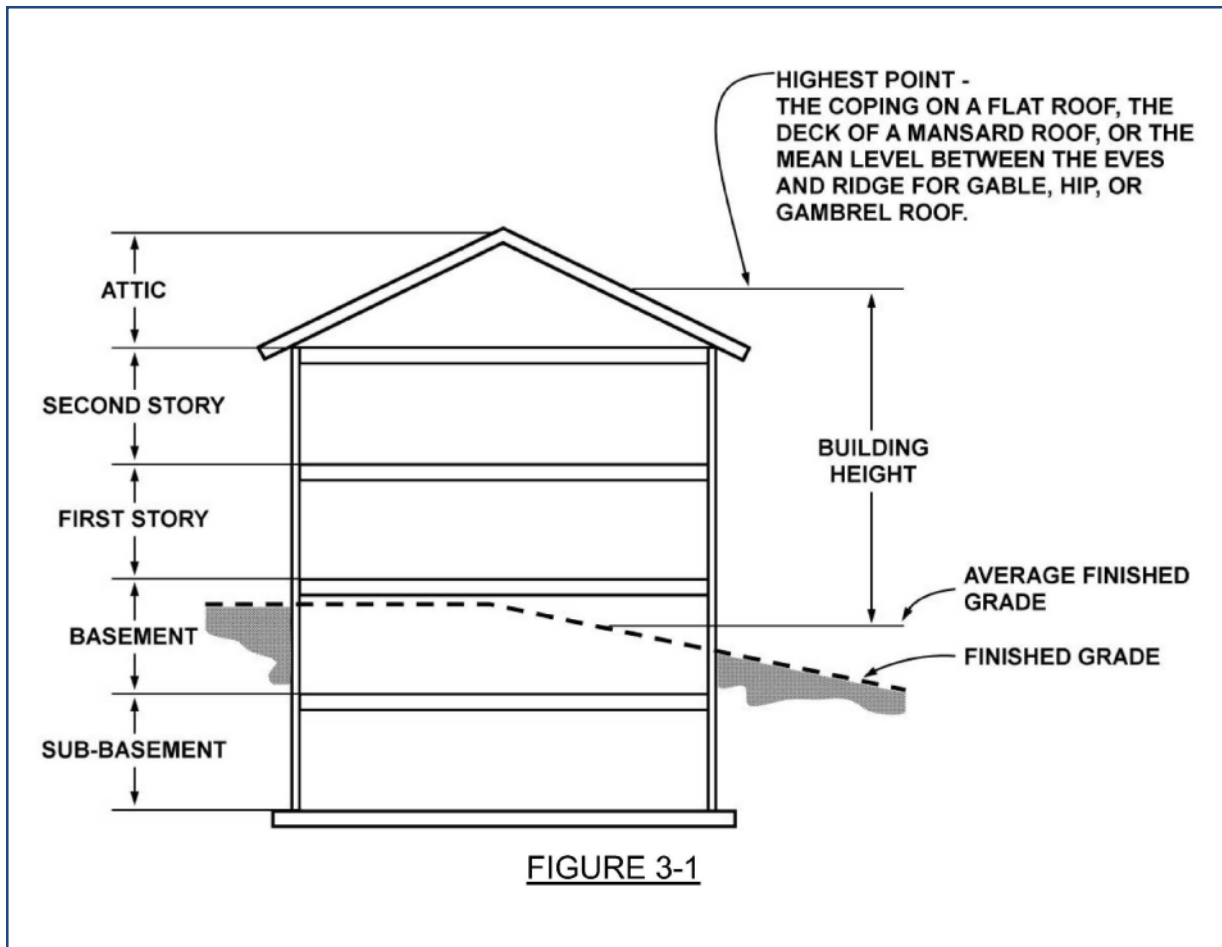 HIGHEST POINT -
THE COPING ON A FLAT ROOF, THE
DECK OF A MANSARD ROOF, OR THE
MEAN LEVEL BETWEEN THE EVES
AND RIDGE FOR GABLE, HIP, OR
GAMBREL ROOF.
ATTIC
SECOND STORY
BUILDING
HEIGHT
FIRST STORY
AVERAGE FINISHED
GRADE
BASEMENT
FINISHED GRADE
SUB-BASEMENT
FIGURE 3-1